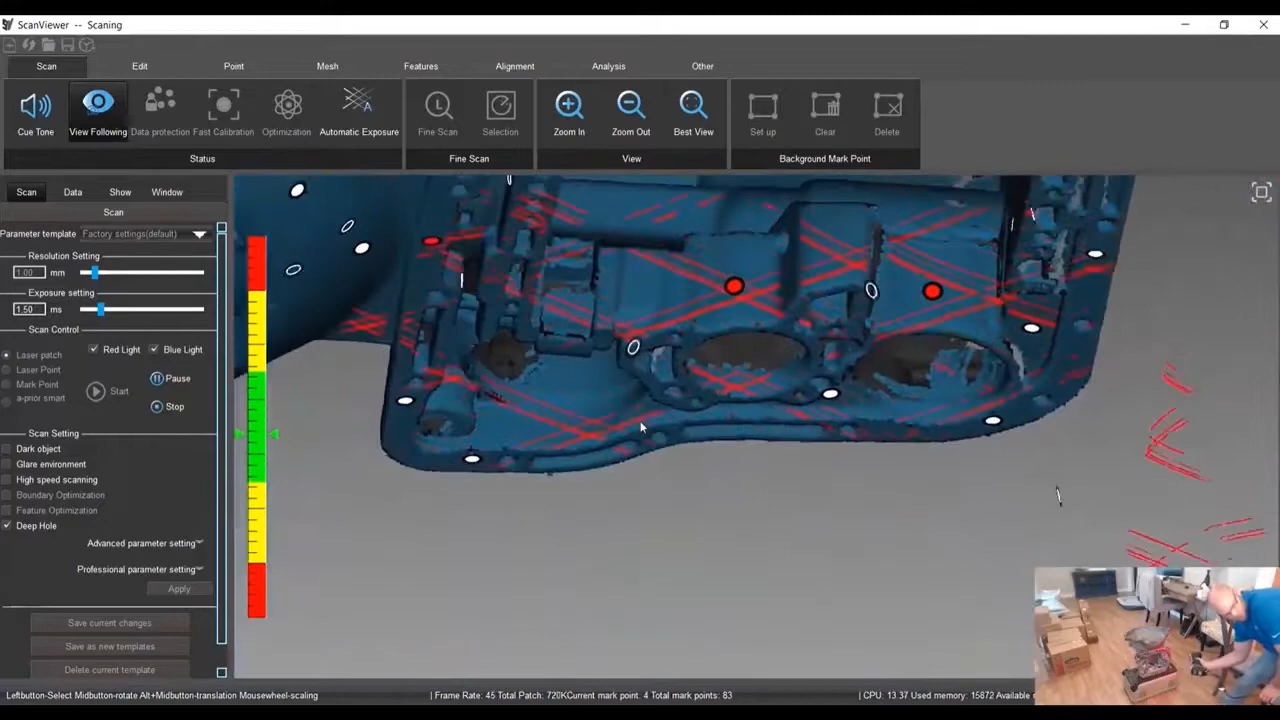 ScanViewer -- Scaning
Scan Edit Point Mesh Features Alignment Analysis Other
Cue Tone View Following Data protection Fast Calibration Optimization Automatic Exposure Fine Scan Selection Zoom In Zoom Out Best View Set up Clear Delete
Status Fine Scan View Background Mark Point
Scan Data Show Window
Scan
Parameter template Factory settings(default)
Resolution Setting
1.00 mm
Exposure setting
1.50 ms
Scan Control
Laser patch Red Light Blue Light
Laser Point
Mark Point
a-prior smart
Start
Pause
Stop
Scan Setting
Dark object
Glare environment
High speed scanning
Boundary Optimization
Feature Optimization
Deep Hole
Advanced parameter setting
Professional parameter setting
Apply
Save current changes
Save as new templates
Delete current template
Leftbutton-Select Midbutton-rotate Alt+Midbutton-translation Mousewheel-scaling | Frame Rate: 45 Total Patch: 720KCurrent mark point. 4 Total mark points: 83 | CPU: 13.37 Used memory: 15872 Available